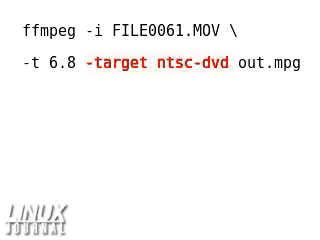 ffmpeg -i FILE0061.MOV \
-t 6.8 -target ntsc-dvd out.mpg
LINUX
JOURNAL